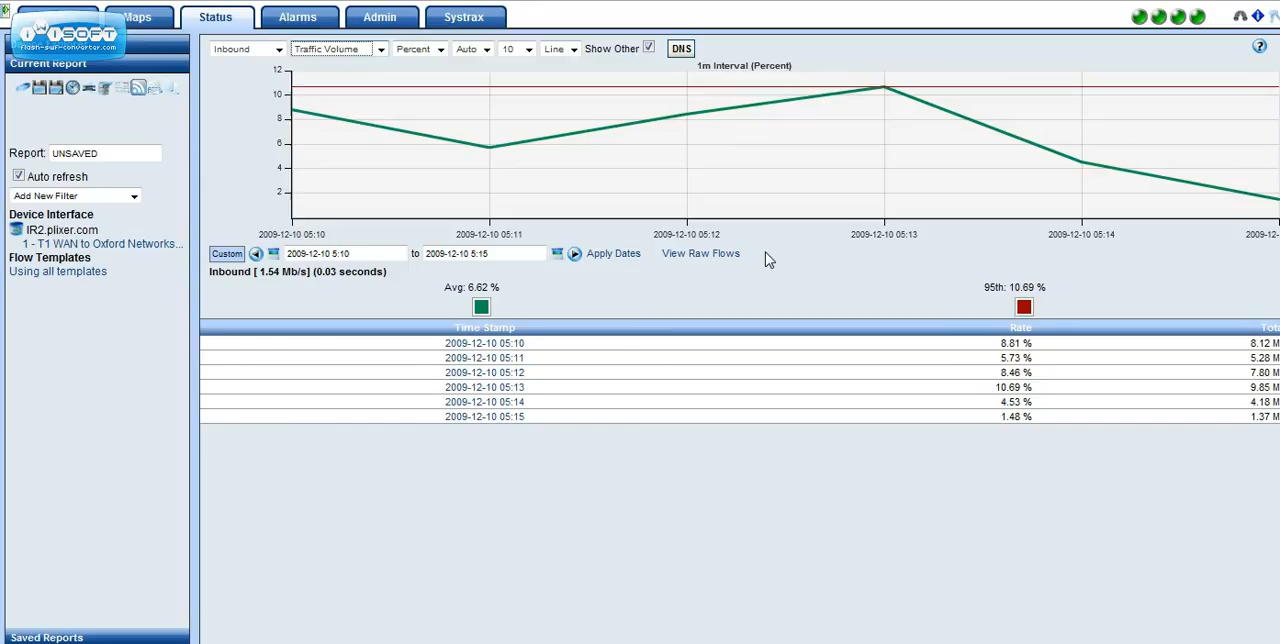 Maps Status Alarms Admin Systrax
iWiSOFT
flash-swf-converter.com
Current Report
Inbound Traffic Volume Percent Auto 10 Line Show Other DNS
1m Interval (Percent)
12
10
8
6
4
2
2009-12-10 05:10 2009-12-10 05:11 2009-12-10 05:12 2009-12-10 05:13 2009-12-10 05:14 2009-12-
Report: UNSAVED
Auto refresh
Add New Filter
Device Interface
IR2.plixer.com
1 - T1 WAN to Oxford Networks...
Flow Templates
Using all templates
Custom 2009-12-10 5:10 to 2009-12-10 5:15 Apply Dates View Raw Flows
Inbound [ 1.54 Mb/s] (0.03 seconds)
Avg: 6.62 % 95th: 10.69 %
Time Stamp Rate Tota
2009-12-10 05:10 8.81 % 8.12 M
2009-12-10 05:11 5.73 % 5.28 M
2009-12-10 05:12 8.46 % 7.80 M
2009-12-10 05:13 10.69 % 9.85 M
2009-12-10 05:14 4.53 % 4.18 M
2009-12-10 05:15 1.48 % 1.37 M
Saved Reports